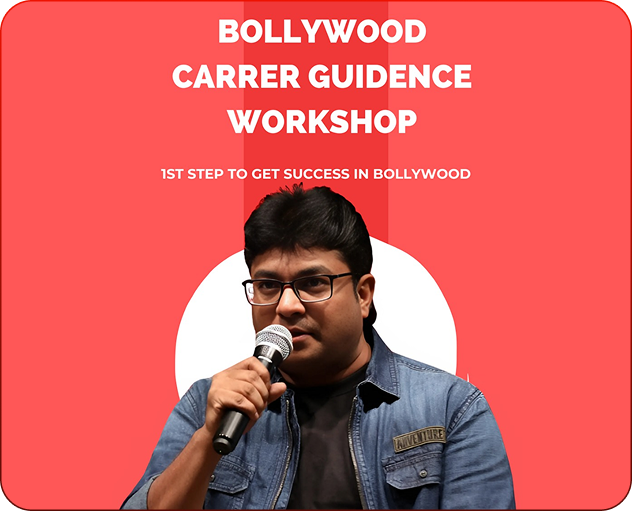 BOLLYWOOD
CARRER GUIDENCE
WORKSHOP
1ST STEP TO GET SUCCESS IN BOLLYWOOD
ADVENTURE